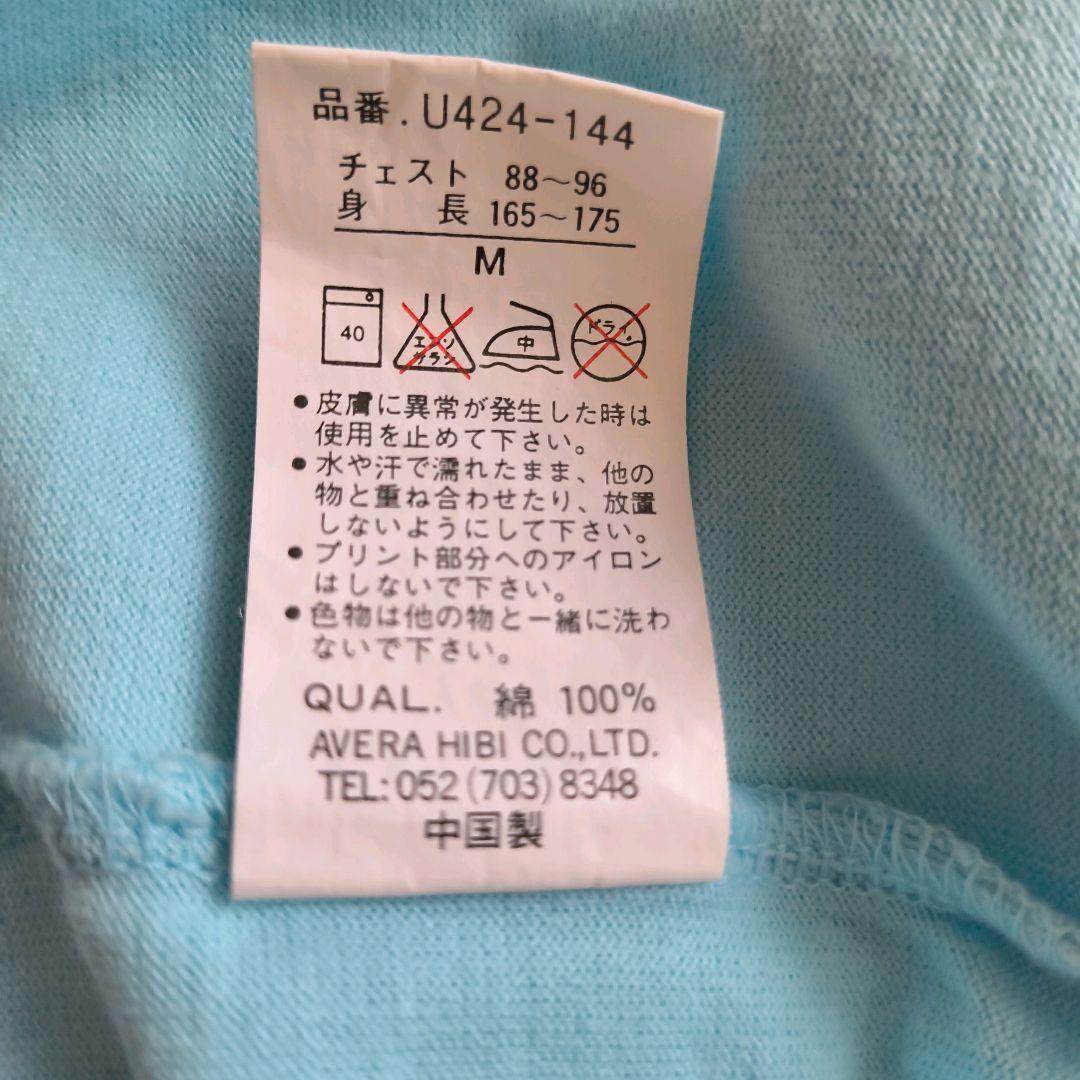 品番.U424-144
チェスト 88~96
身長 165~175
M
40 エンソサラシ 中 ドライ
●皮膚に異常が発生した時は
使用を止めて下さい。
●水や汗で濡れたまま、他の
物と重ね合わせたり、放置
しないようにして下さい。
●プリント部分へのアイロン
はしないで下さい。
●色物は他の物と一緒に洗わ
ないで下さい。
QUAL. 綿 100%
AVERA HIBI CO.,LTD.
TEL:052(703)8348
中国製